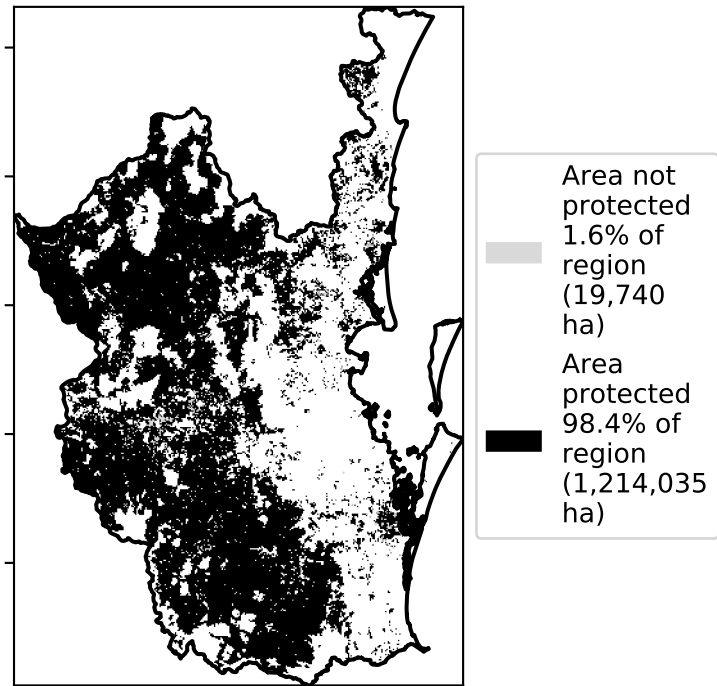 Area not
protected
1.6% of
region
(19,740
ha)
Area
protected
98.4% of
region
(1,214,035
ha)